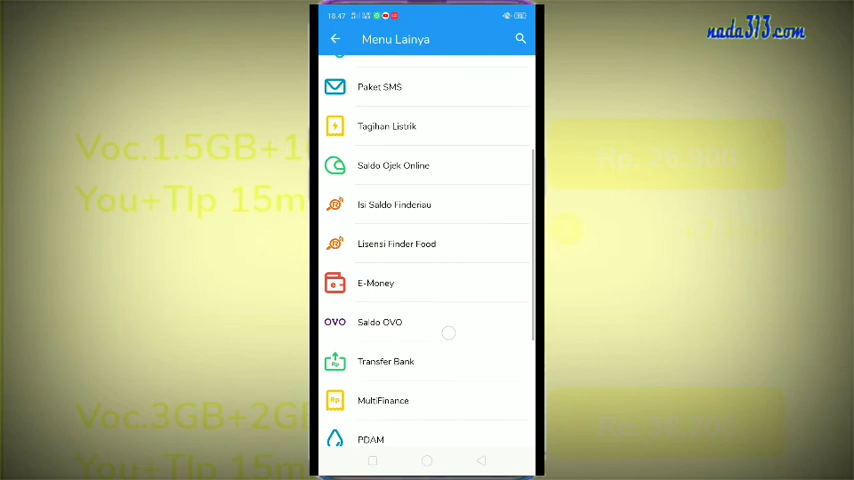 nada313.com
18.47
Menu Lainya
Paket SMS
Tagihan Listrik
Saldo Ojek Online
Isi Saldo Finderiau
Lisensi Finder Food
E-Money
OVO Saldo OVO
Rp Transfer Bank
Rp MultiFinance
PDAM
Voc.1.5GB+1
You+Tlp 15m
Rp. 26.900
Voc.3GB+2GB
You+Tlp 15m